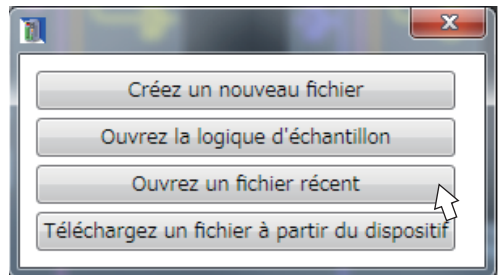 Créez un nouveau fichier
Ouvrez la logique d'échantillon
Ouvrez un fichier récent
Téléchargez un fichier à partir du dispositif